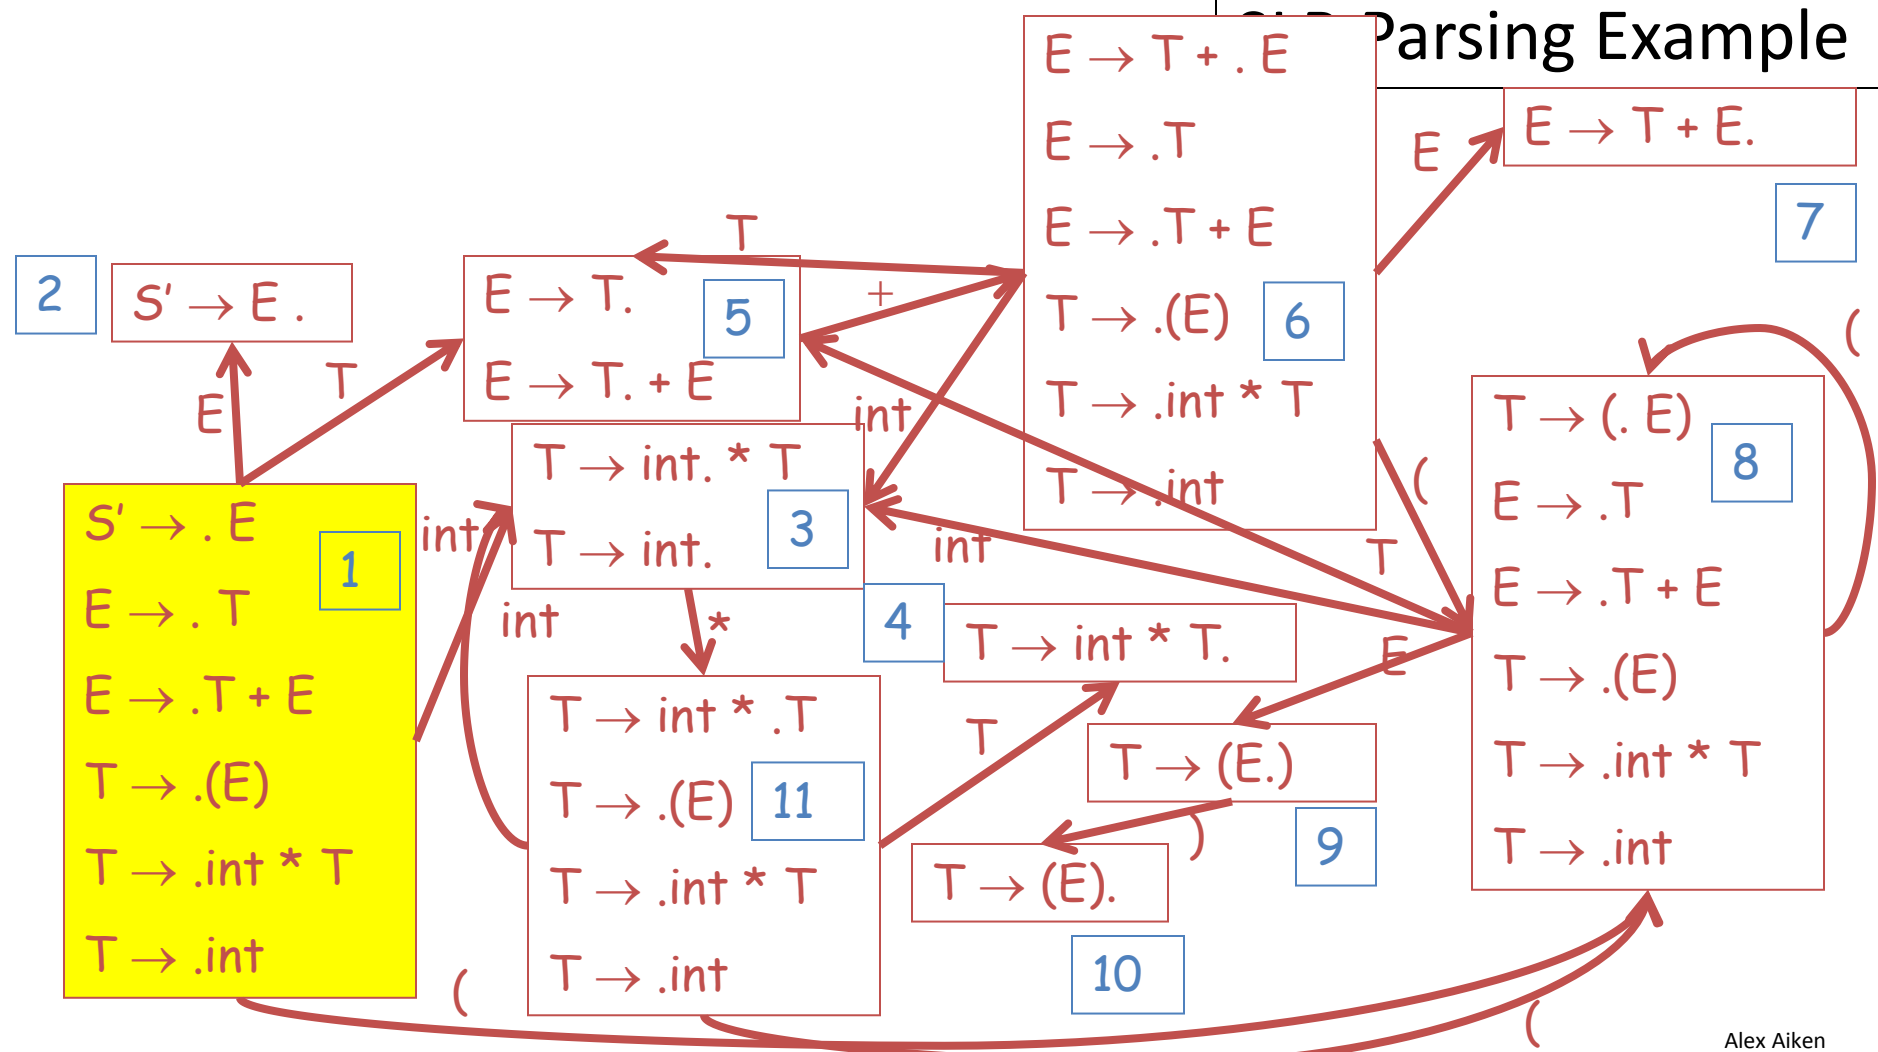 Parsing Example
E → T + . E
E → .T
E → .T + E
T → .(E)
T → .int * T
T → .int
6
E
E → T + E.
7
T
+
2
S' → E .
E → T.
E → T. + E
5
E
T
int
(
T → int. * T
T → int.
3
int
int
int
T
(
S' → . E
E → . T
E → .T + E
T → .(E)
T → .int * T
T → .int
1
*
4
T → int * T.
E
T → (. E)
E → .T
E → .T + E
T → .(E)
T → .int * T
T → .int
8
T → int * .T
T → .(E)
T → .int * T
T → .int
11
T
T → (E.)
9
)
T → (E).
10
(
(
Alex Aiken